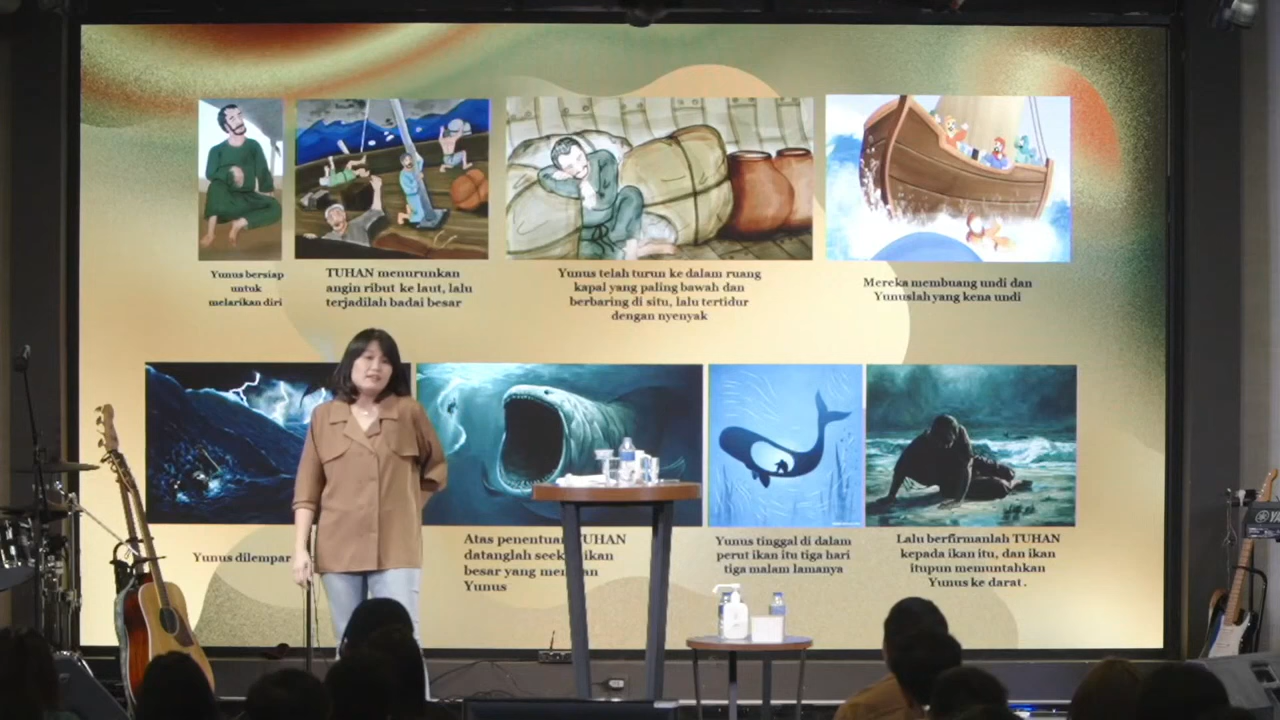 Yunus bersiap
untuk
melarikan diri
TUHAN menurunkan
angin ribut ke laut, lalu
terjadilah badai besar
Yunus telah turun ke dalam ruang
kapal yang paling bawah dan
berbaring di situ, lalu tertidur
dengan nyenyak
Mereka membuang undi dan
Yunuslah yang kena undi
Yunus dilempar
Atas penentuan TUHAN
datanglah seekor ikan
besar yang
Yunus
Yunus tinggal di dalam
perut ikan itu tiga hari
tiga malam lamanya
Lalu berfirmanlah TUHAN
kepada ikan itu, dan ikan
itupun memuntahkan
Yunus ke darat.